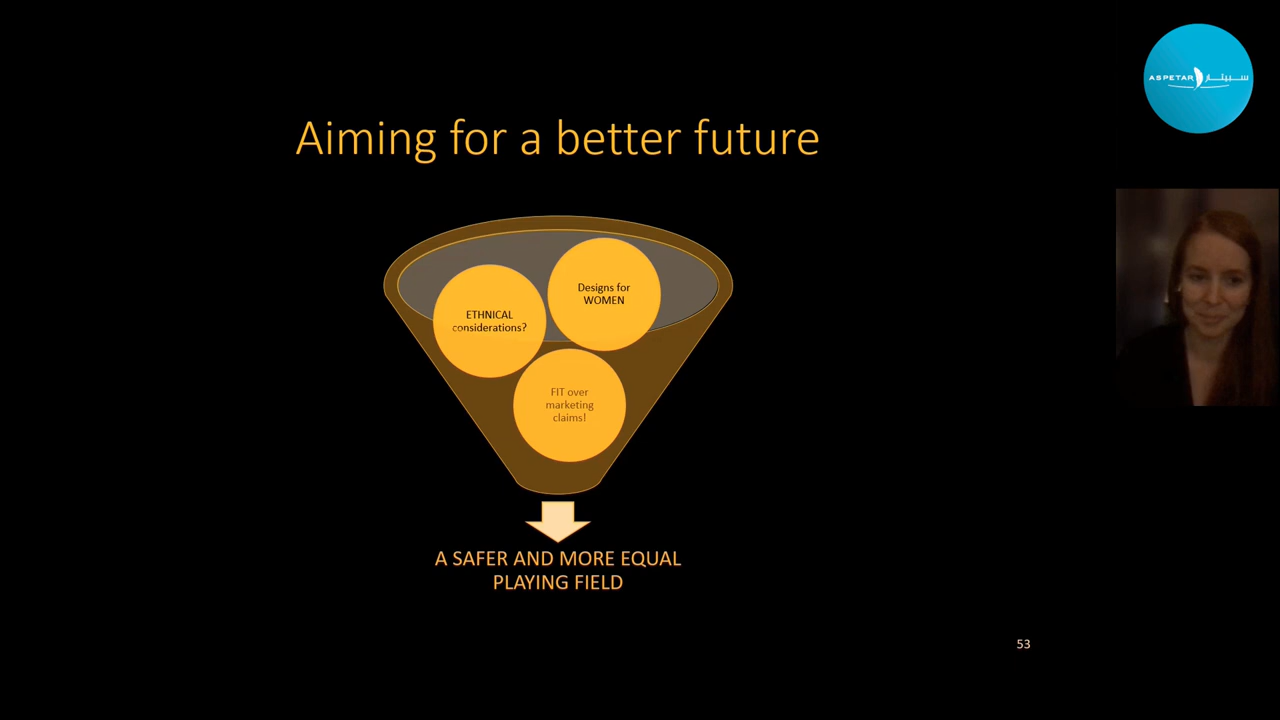 Aiming for a better future
ASPETAR سبيتار
Designs for
WOMEN
ETHNICAL
considerations?
FIT over
marketing
claims!
A SAFER AND MORE EQUAL
PLAYING FIELD
53